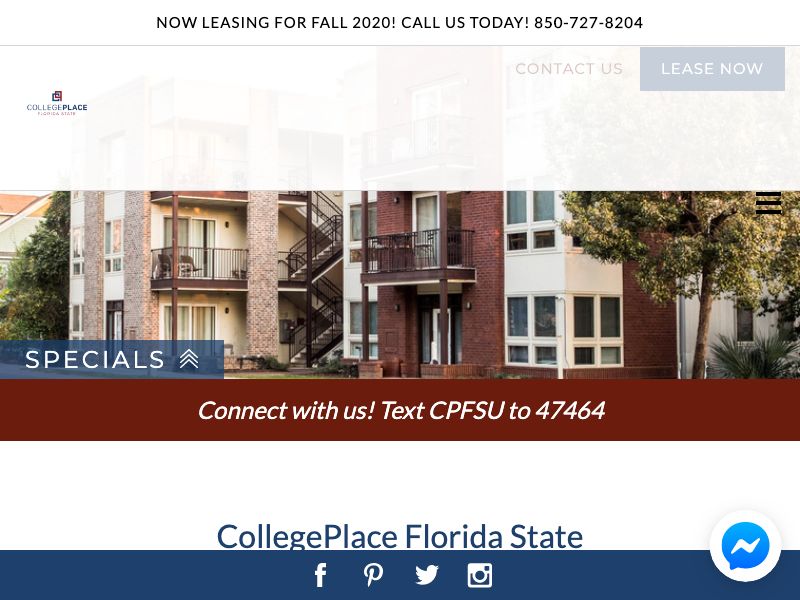 NOW LEASING FOR FALL 2020! CALL US TODAY! 850-727-8204
CONTACT US
LEASE NOW
COLLEGEPLACE
FLORIDA STATE
SPECIALS
Connect with us! Text CPFSU to 47464
CollegePlace Florida State